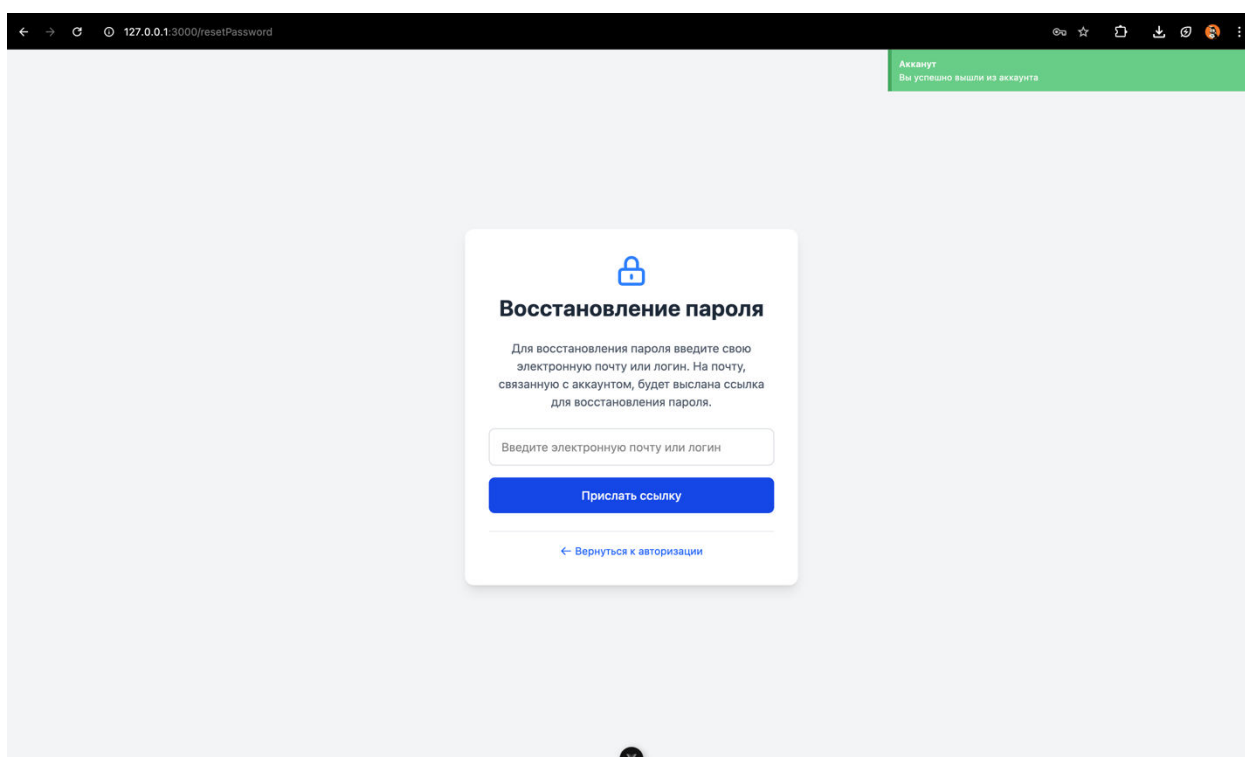 127.0.0.1:3000/resetPassword
Акканут
Вы успешно вышли из аккаунта
Восстановление пароля
Для восстановления пароля введите свою
электронную почту или логин. На почту,
связанную с аккаунтом, будет выслана ссылка
для восстановления пароля.
Введите электронную почту или логин
Прислать ссылку
← Вернуться к авторизации